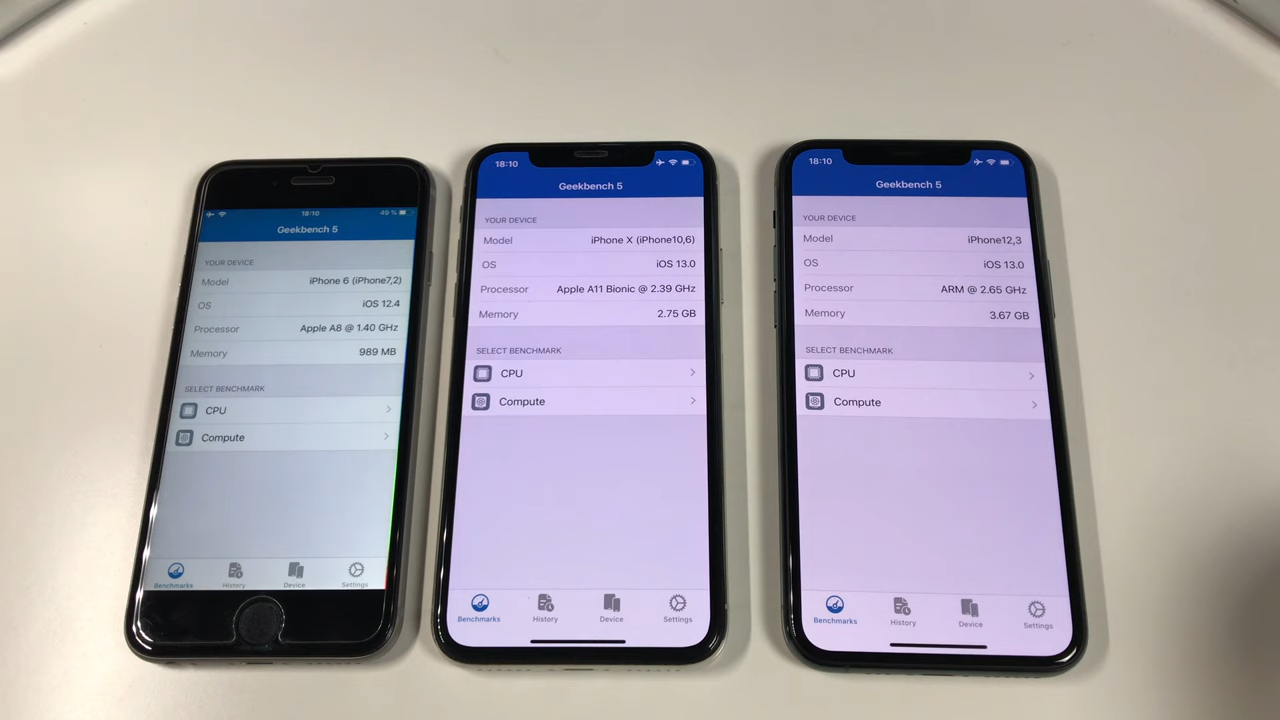 18:10
49 %
Geekbench 5
YOUR DEVICE
Model iPhone 6 (iPhone7,2)
OS iOS 12.4
Processor Apple A8 @ 1.40 GHz
Memory 989 MB
SELECT BENCHMARK
CPU
Compute
Benchmarks History Device Settings
18:10
Geekbench 5
YOUR DEVICE
Model iPhone X (iPhone10,6)
OS iOS 13.0
Processor Apple A11 Bionic @ 2.39 GHz
Memory 2.75 GB
SELECT BENCHMARK
CPU
Compute
Benchmarks History Device Settings
18:10
Geekbench 5
YOUR DEVICE
Model iPhone12,3
OS iOS 13.0
Processor ARM @ 2.65 GHz
Memory 3.67 GB
SELECT BENCHMARK
CPU
Compute
Benchmarks History Device Settings